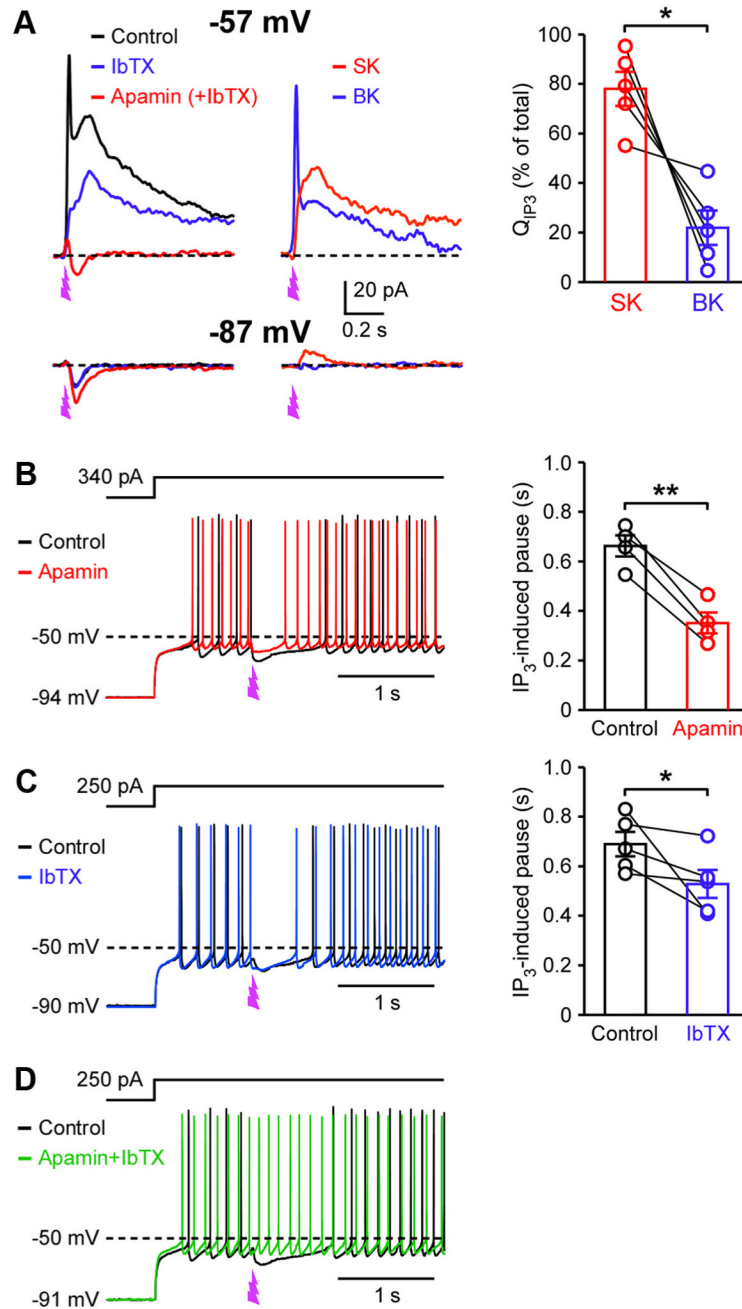 A
-57 mV
Control
IbTX
Apamin (+IbTX)
SK
BK
20 pA
0.2 s
-87 mV
*
100
80
60
40
20
0
Q_IP3 (% of total)
SK
BK
B
340 pA
Control
Apamin
-50 mV
-94 mV
1 s
**
1.0
0.8
0.6
0.4
0.2
0
IP₃-induced pause (s)
Control
Apamin
C
250 pA
Control
IbTX
-50 mV
-90 mV
1 s
*
1.0
0.8
0.6
0.4
0.2
0
IP₃-induced pause (s)
Control
IbTX
D
250 pA
Control
Apamin+IbTX
-50 mV
-91 mV
1 s